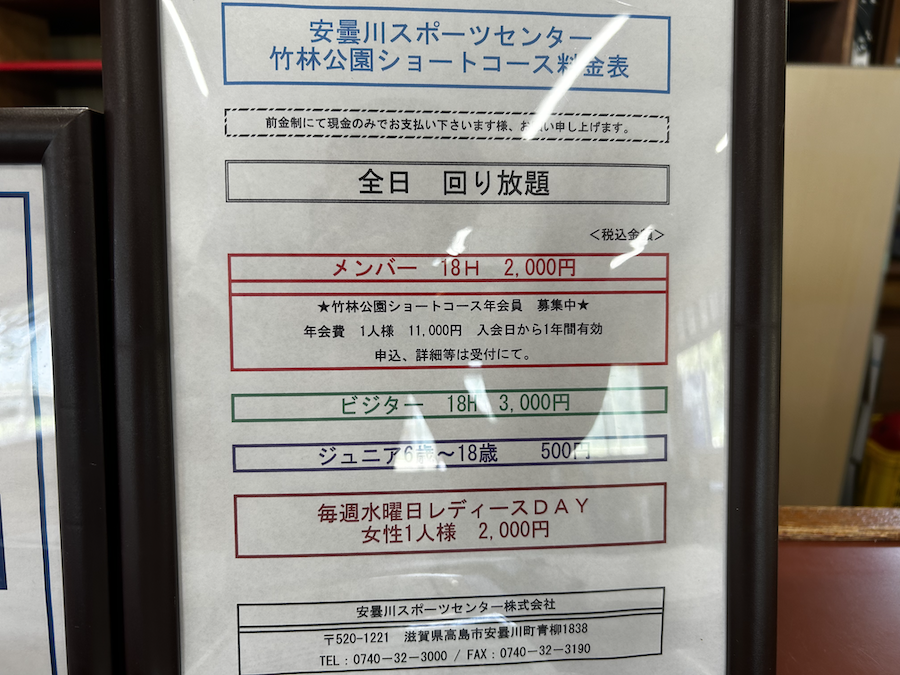 安曇川スポーツセンター
竹林公園ショートコース料金表
前金制にて現金のみでお支払い下さいます様、お願い申し上げます。
全日　回り放題
＜税込金額＞
メンバー　18H　2,000円
★竹林公園ショートコース年会員　募集中★
年会費　1人様　11,000円　入会日から1年間有効
申込、詳細等は受付にて。
ビジター　18H　3,000円
ジュニア6歳～18歳　500円
毎週水曜日レディースDAY
女性1人様　2,000円
安曇川スポーツセンター株式会社
〒520-1221　滋賀県高島市安曇川町青柳1838
TEL：0740－32－3000 / FAX：0740－32－3190